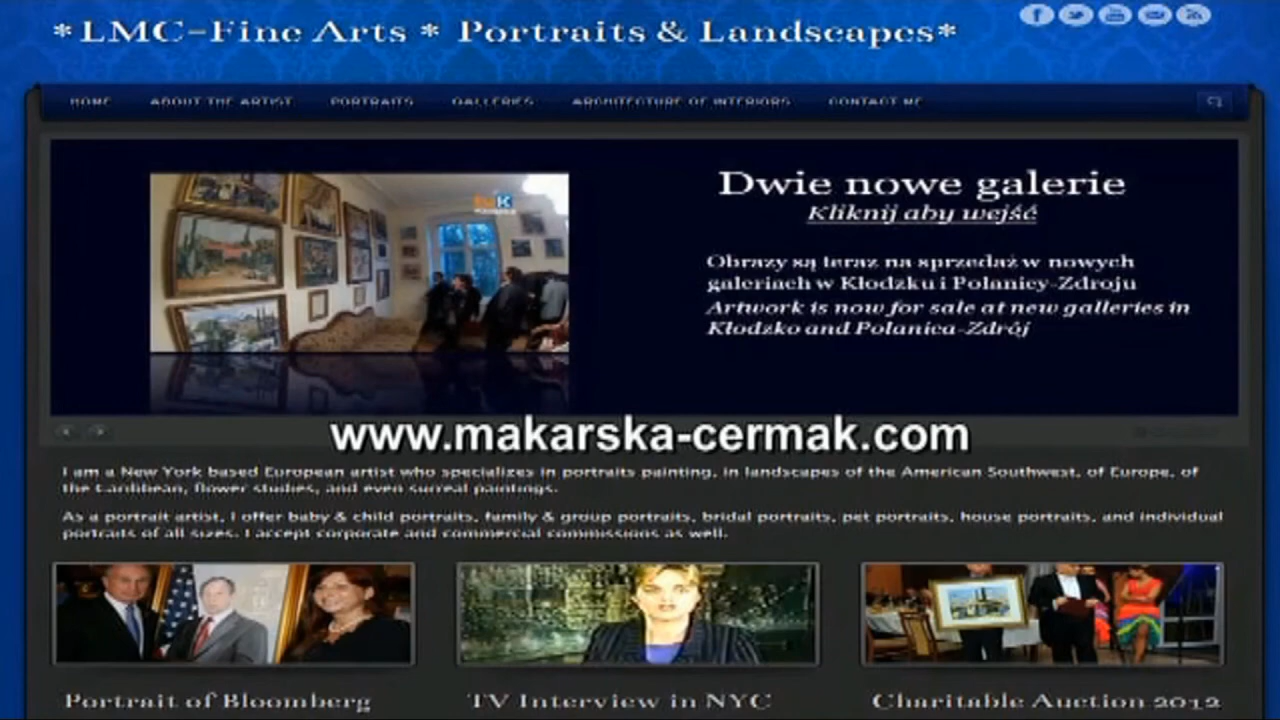 *LMC-Fine Arts * Portraits & Landscapes*
HOME ABOUT THE ARTIST PORTRAITS GALLERIES ARCHITECTURE OF INTERIORS CONTACT ME
Dwie nowe galerie
Kliknij aby wejść
Obrazy są teraz na sprzedaż w nowych
galeriach w Kłodzku i Polanicy-Zdroju
Artwork is now for sale at new galleries in
Kłodzko and Polanica-Zdrój
www.makarska-cermak.com
I am a New York based European artist who specializes in portraits painting, in landscapes of the American Southwest, of Europe, of
the Caribbean, flower studies, and even surreal paintings.
As a portrait artist, I offer baby & child portraits, family & group portraits, bridal portraits, pet portraits, house portraits, and individual
portraits of all sizes. I accept corporate and commercial commissions as well.
Portrait of Bloomberg
TV Interview in NYC
Charitable Auction 2012